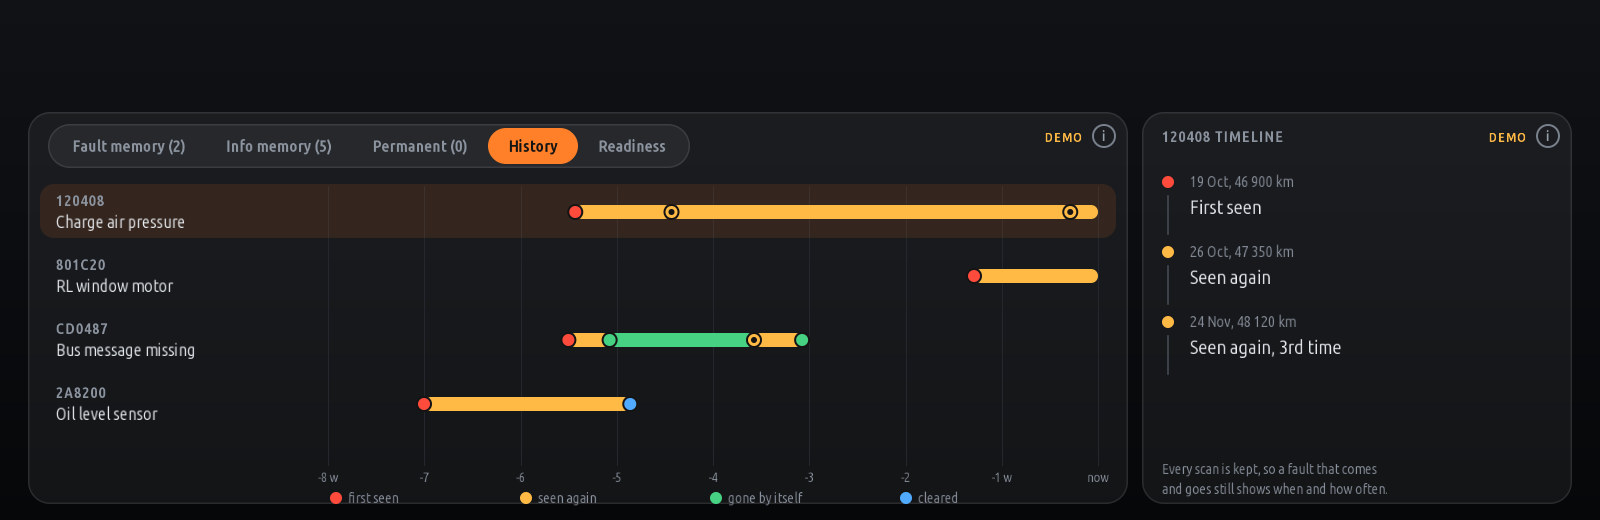 Fault memory (2)
Info memory (5)
Permanent (0)
History
Readiness
DEMO
i
120408
Charge air pressure
801C20
RL window motor
CD0487
Bus message missing
2A8200
Oil level sensor
-8 w
-7
-6
-5
-4
-3
-2
-1 w
now
first seen
seen again
gone by itself
cleared
120408 TIMELINE
DEMO
i
19 Oct, 46 900 km
First seen
26 Oct, 47 350 km
Seen again
24 Nov, 48 120 km
Seen again, 3rd time
Every scan is kept, so a fault that comes
and goes still shows when and how often.